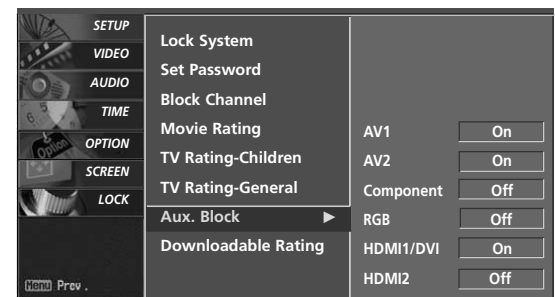 SETUP
VIDEO
AUDIO
TIME
OPTION
SCREEN
LOCK
Menu Prev.
Lock System
Set Password
Block Channel
Movie Rating
TV Rating-Children
TV Rating-General
Aux. Block ►
Downloadable Rating
AV1 On
AV2 On
Component Off
RGB Off
HDMI1/DVI On
HDMI2 Off